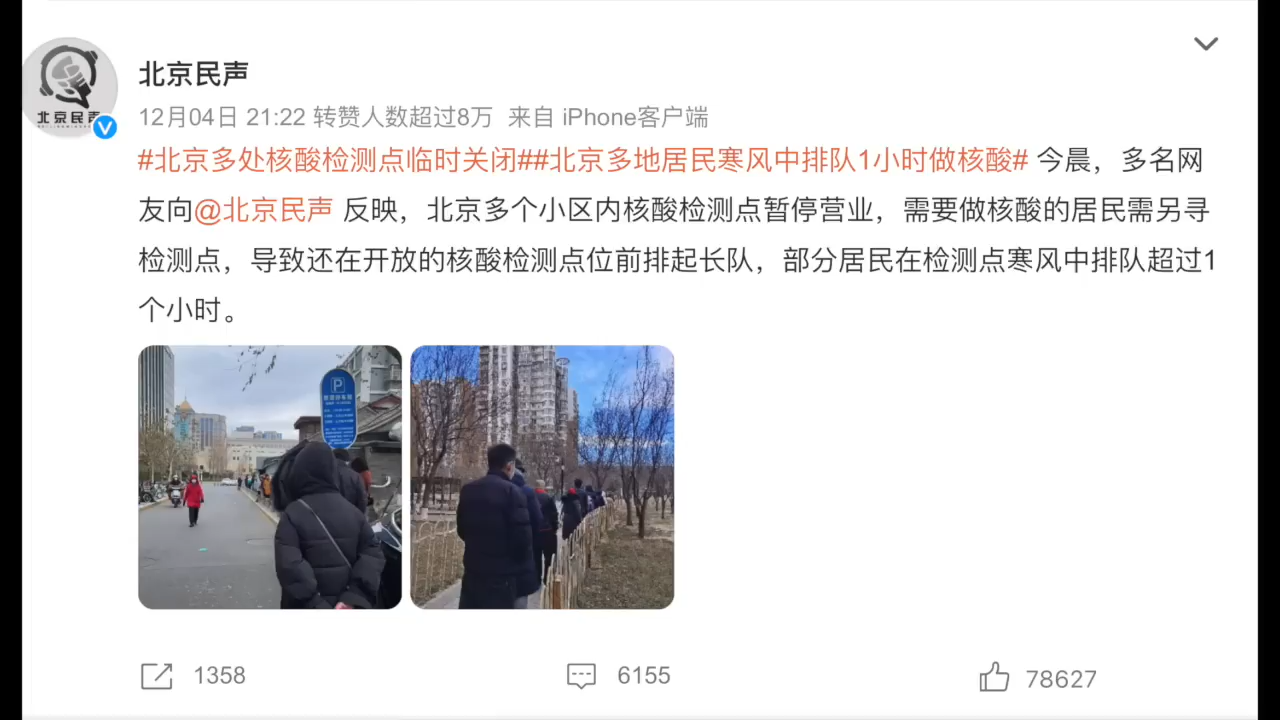 北京民声
12月04日 21:22 转赞人数超过8万 来自 iPhone客户端
#北京多处核酸检测点临时关闭##北京多地居民寒风中排队1小时做核酸# 今晨，多名网
友向@北京民声 反映，北京多个小区内核酸检测点暂停营业，需要做核酸的居民需另寻
检测点，导致还在开放的核酸检测点位前排起长队，部分居民在检测点寒风中排队超过1
个小时。
P
1358
6155
78627